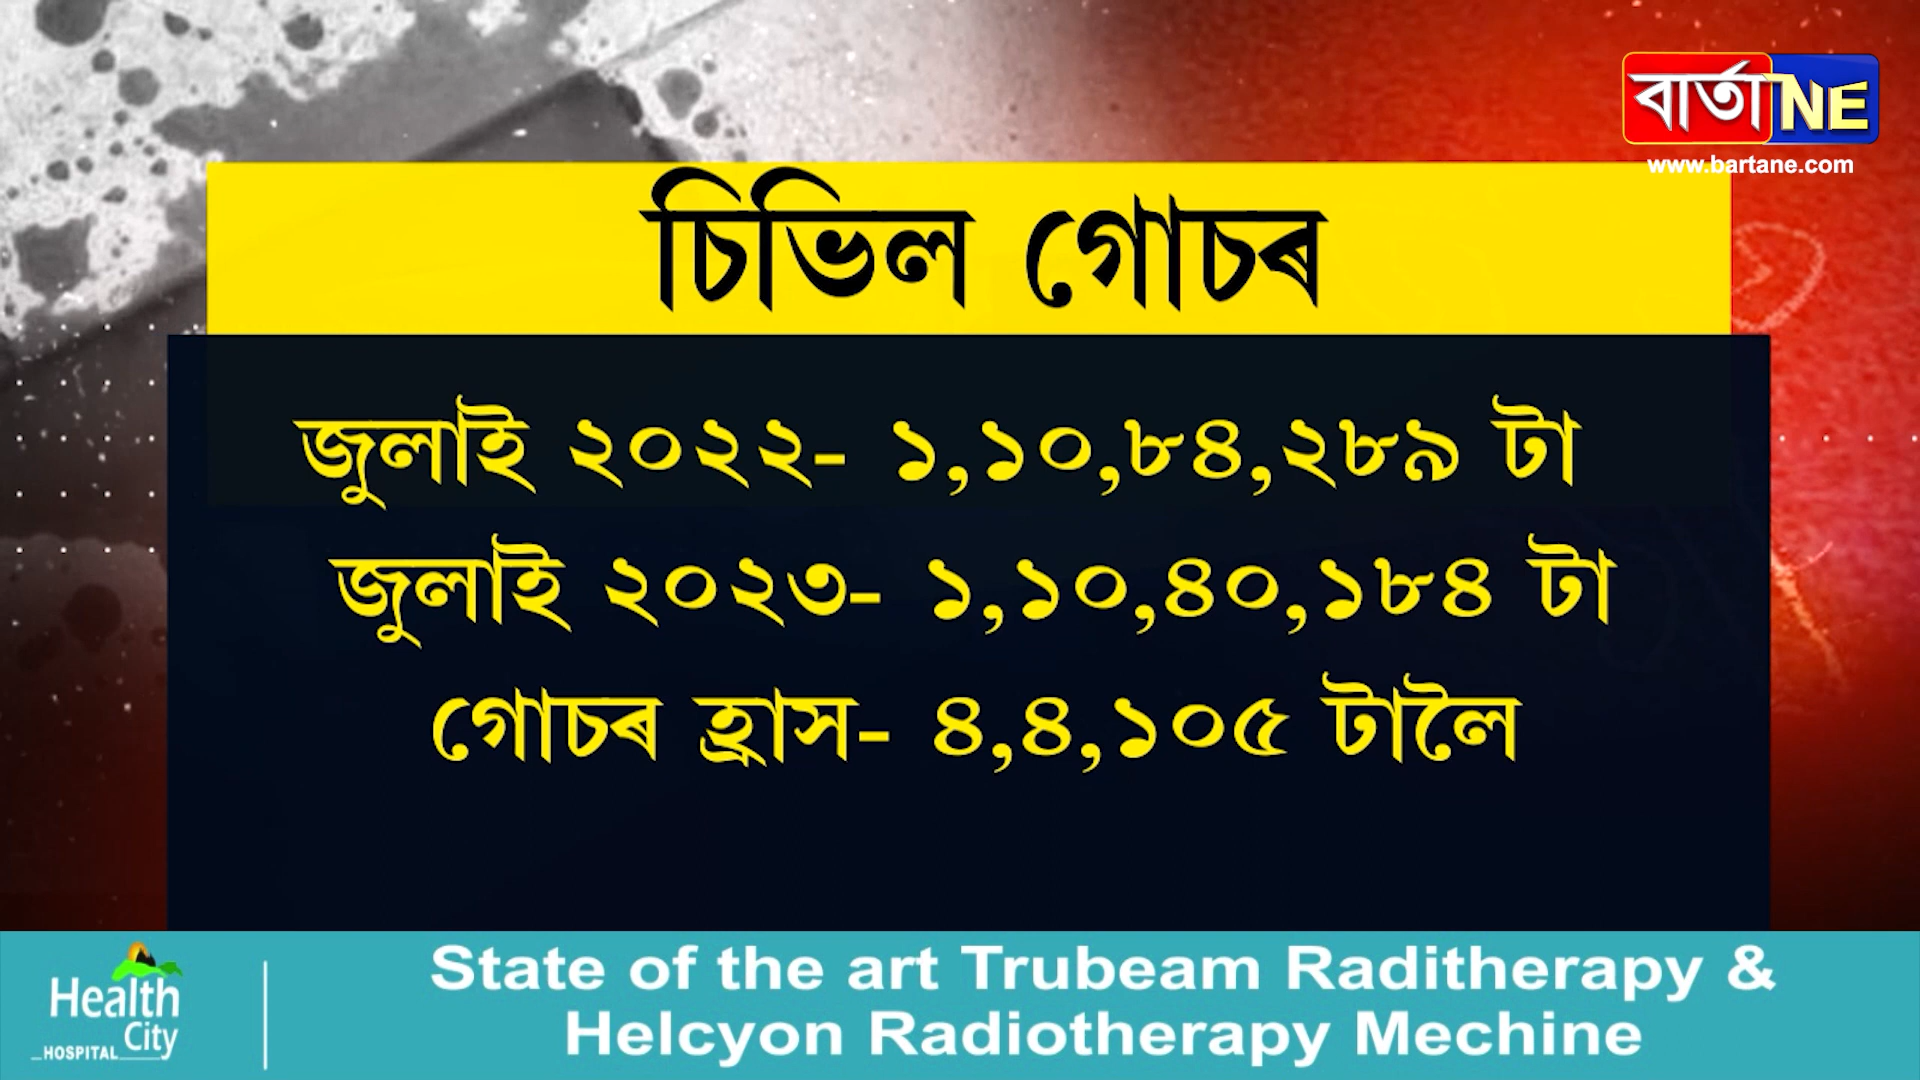 বাৰ্তা NE
www.bartane.com
চিভিল গোচৰ
জুলাই ২০২২- ১,১০,৮৪,২৮৯ টা
জুলাই ২০২৩- ১,১০,৪০,১৮৪ টা
গোচৰ হ্ৰাস- ৪,৪,১০৫ টালৈ
Health City
HOSPITAL
State of the art Trubeam Raditherapy &
Helcyon Radiotherapy Mechine